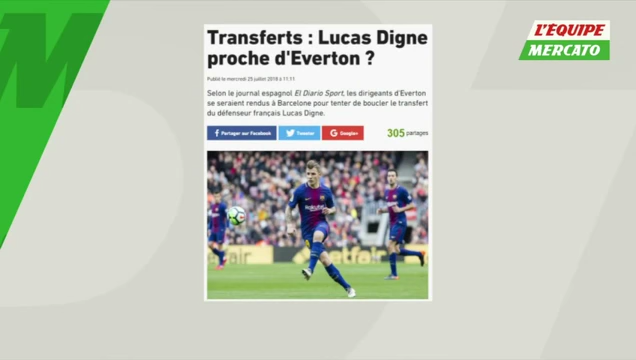 L'ÉQUIPE
MERCATO
Transferts : Lucas Digne
proche d'Everton ?
Publié le mercredi 25 juillet 2018 à 11:11
Selon le journal espagnol El Diario Sport, les dirigeants d'Everton
se seraient rendus à Barcelone pour tenter de boucler le transfert
du défenseur français Lucas Digne.
Partager sur Facebook
Tweeter
Google+
305 partages
Rakuten
betfair